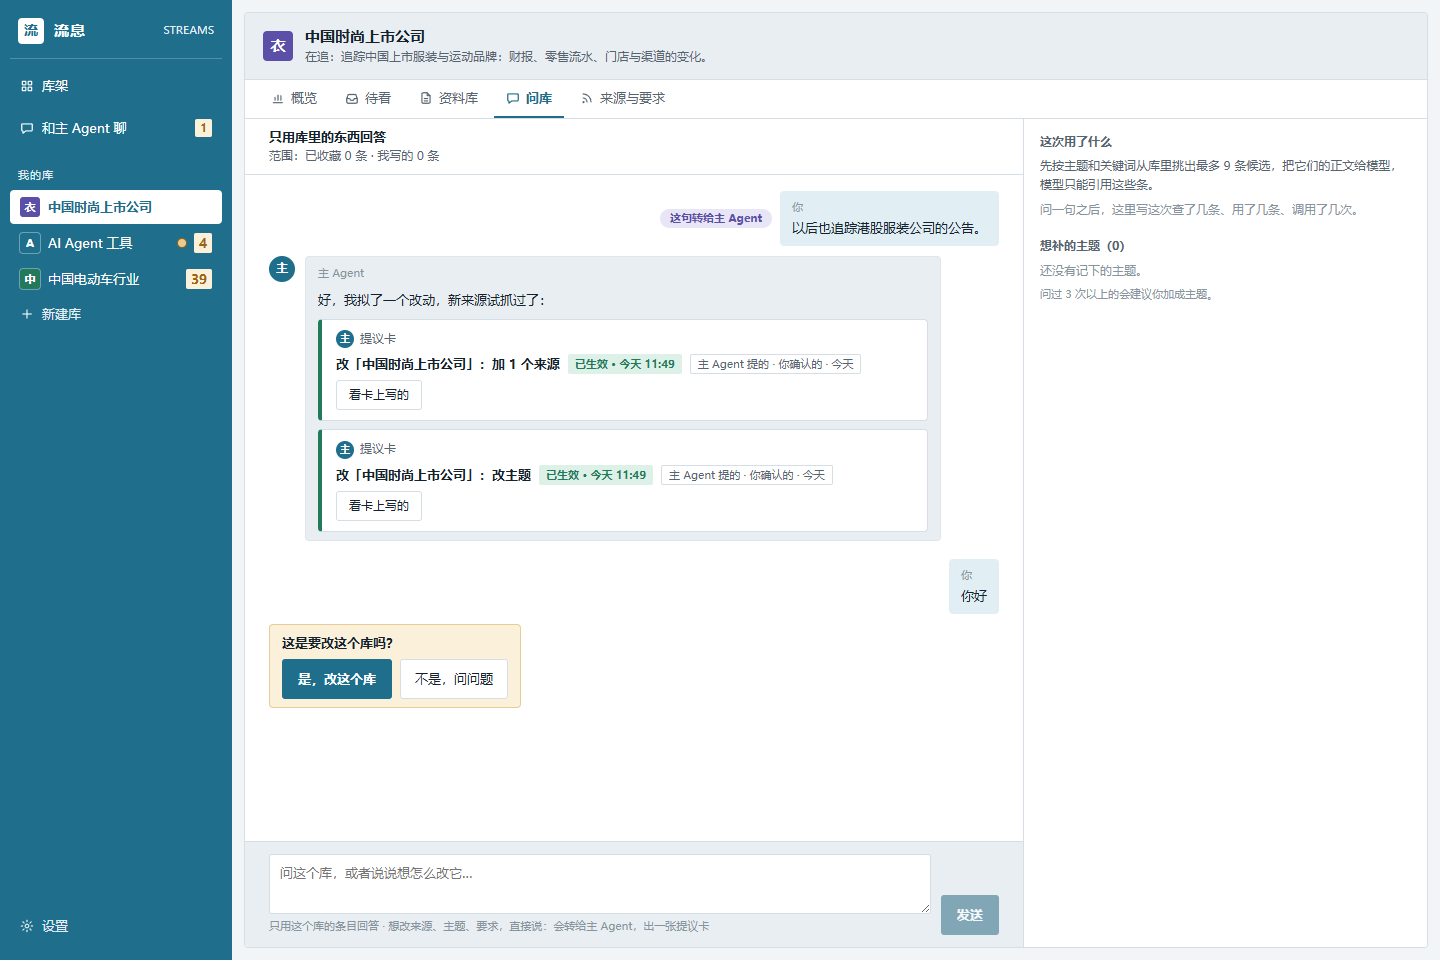 流 流息 STREAMS
库架
和主 Agent 聊 1
我的库
衣 中国时尚上市公司
A AI Agent 工具 4
中 中国电动车行业 39
新建库
设置
衣 中国时尚上市公司
在追：追踪中国上市服装与运动品牌：财报、零售流水、门店与渠道的变化。
概览 待看 资料库 问库 来源与要求
只用库里的东西回答
范围：已收藏 0 条 · 我写的 0 条
这句转给主 Agent
你
以后也追踪港股服装公司的公告。
主 主 Agent
好，我拟了一个改动，新来源试抓过了：
主 提议卡
改「中国时尚上市公司」：加 1 个来源 已生效 • 今天 11:49 主 Agent 提的 · 你确认的 · 今天
看卡上写的
主 提议卡
改「中国时尚上市公司」：改主题 已生效 • 今天 11:49 主 Agent 提的 · 你确认的 · 今天
看卡上写的
你
你好
这是要改这个库吗？
是，改这个库 不是，问问题
问这个库，或者说说想怎么改它...
发送
只用这个库的条目回答 · 想改来源、主题、要求，直接说：会转给主 Agent，出一张提议卡
这次用了什么
先按主题和关键词从库里挑出最多 9 条候选，把它们的正文给模型，
模型只能引用这些条。
问一句之后，这里写这次查了几条、用了几条、调用了几次。
想补的主题（0）
还没有记下的主题。
问过 3 次以上的会建议你加成主题。